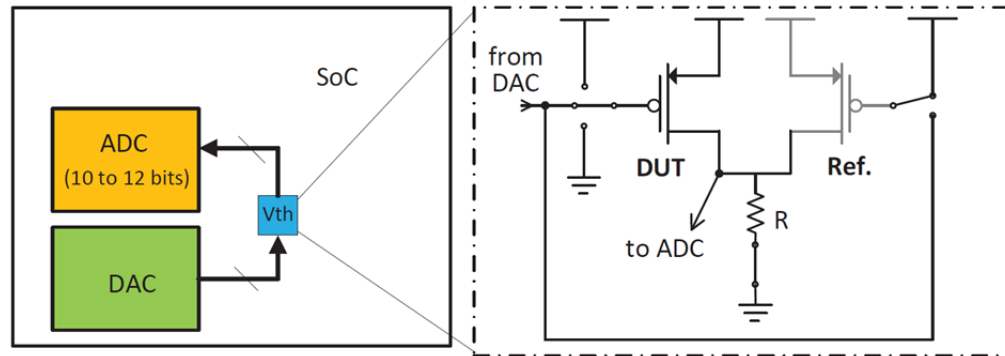 SoC
ADC
(10 to 12 bits)
Vth
DAC
from
DAC
DUT
Ref.
R
to ADC